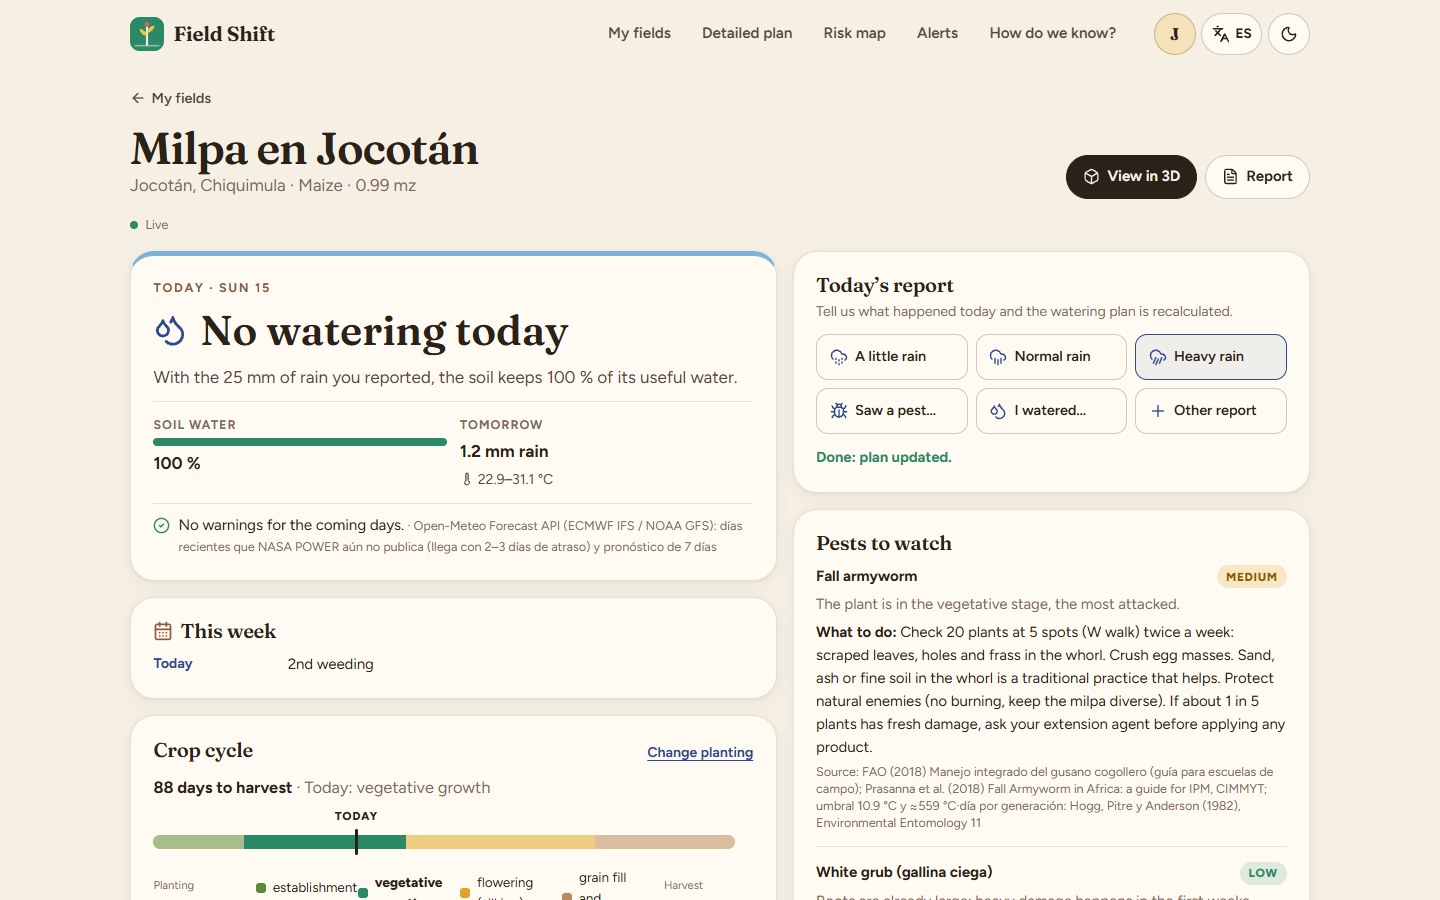 Field Shift
My fields
Detailed plan
Risk map
Alerts
How do we know?
J
ES
My fields
Milpa en Jocotán
Jocotán, Chiquimula · Maize · 0.99 mz
View in 3D
Report
Live
TODAY · SUN 15
No watering today
With the 25 mm of rain you reported, the soil keeps 100 % of its useful water.
SOIL WATER
100 %
TOMORROW
1.2 mm rain
22.9–31.1 °C
No warnings for the coming days. · Open-Meteo Forecast API (ECMWF IFS / NOAA GFS): días
recientes que NASA POWER aún no publica (llega con 2–3 días de atraso) y pronóstico de 7 días
This week
Today
2nd weeding
Crop cycle
Change planting
88 days to harvest · Today: vegetative growth
TODAY
Planting
establishment
vegetative
flowering
grain fill
and
Harvest
Today’s report
Tell us what happened today and the watering plan is recalculated.
A little rain
Normal rain
Heavy rain
Saw a pest...
I watered...
Other report
Done: plan updated.
Pests to watch
Fall armyworm
MEDIUM
The plant is in the vegetative stage, the most attacked.
What to do: Check 20 plants at 5 spots (W walk) twice a week:
scraped leaves, holes and frass in the whorl. Crush egg masses. Sand,
ash or fine soil in the whorl is a traditional practice that helps. Protect
natural enemies (no burning, keep the milpa diverse). If about 1 in 5
plants has fresh damage, ask your extension agent before applying any
product.
Source: FAO (2018) Manejo integrado del gusano cogollero (guía para escuelas de
campo); Prasanna et al. (2018) Fall Armyworm in Africa: a guide for IPM, CIMMYT;
umbral 10.9 °C y ≈559 °C·día por generación: Hogg, Pitre y Anderson (1982),
Environmental Entomology 11
White grub (gallina ciega)
LOW